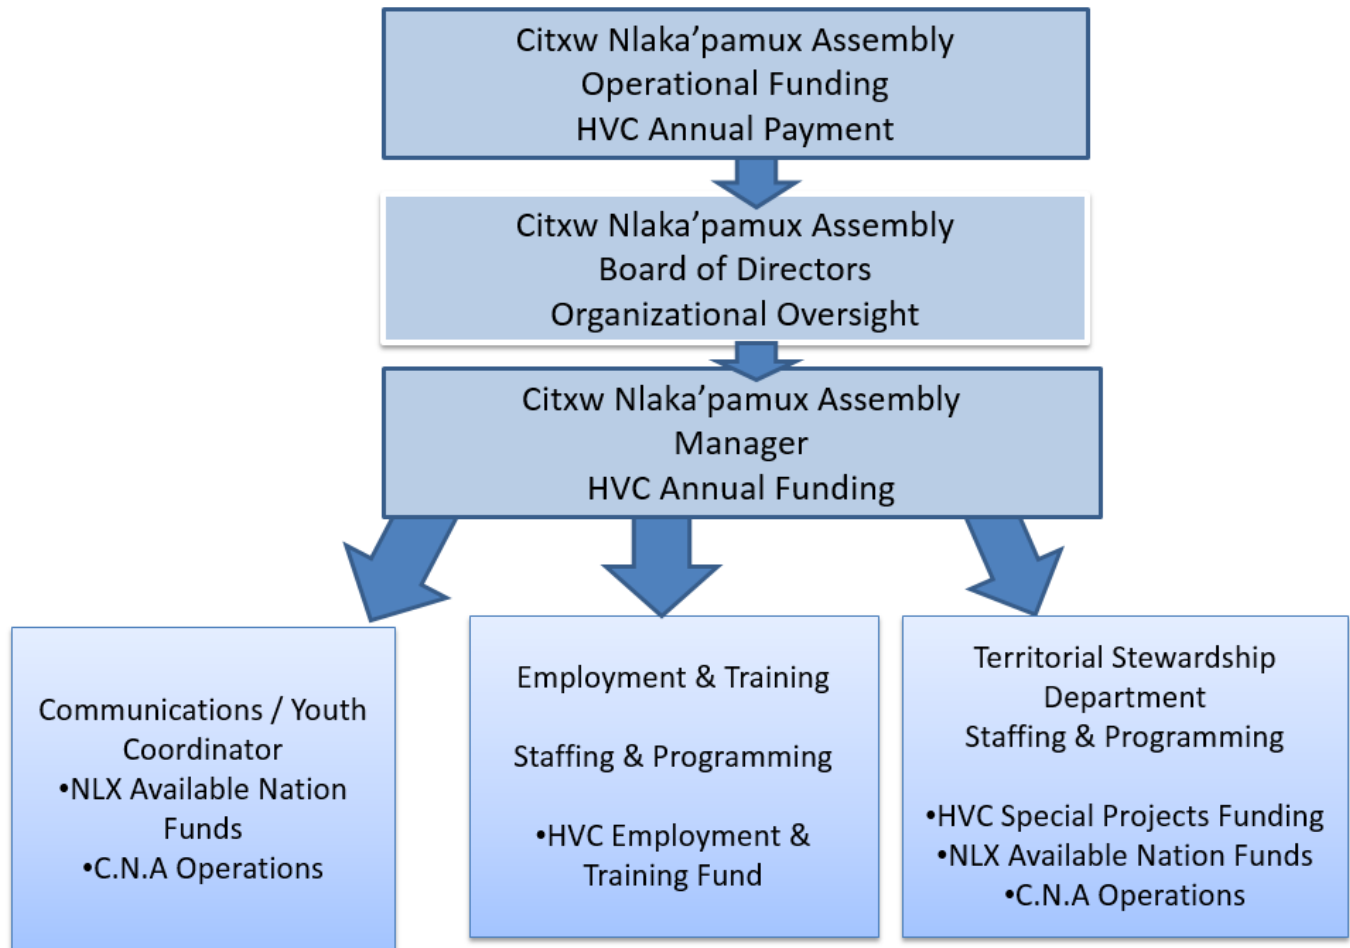 Citxw Nlaka’pamux Assembly
Operational Funding
HVC Annual Payment
Citxw Nlaka’pamux Assembly
Board of Directors
Organizational Oversight
Citxw Nlaka’pamux Assembly
Manager
HVC Annual Funding
Communications / Youth
Coordinator
•NLX Available Nation
Funds
•C.N.A Operations
Employment & Training
Staffing & Programming
•HVC Employment &
Training Fund
Territorial Stewardship
Department
Staffing & Programming
•HVC Special Projects Funding
•NLX Available Nation Funds
•C.N.A Operations